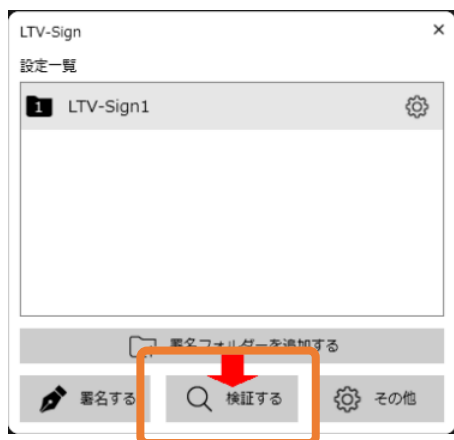 LTV-Sign
設定一覧
1 LTV-Sign1
署名フォルダーを追加する
署名する 検証する その他